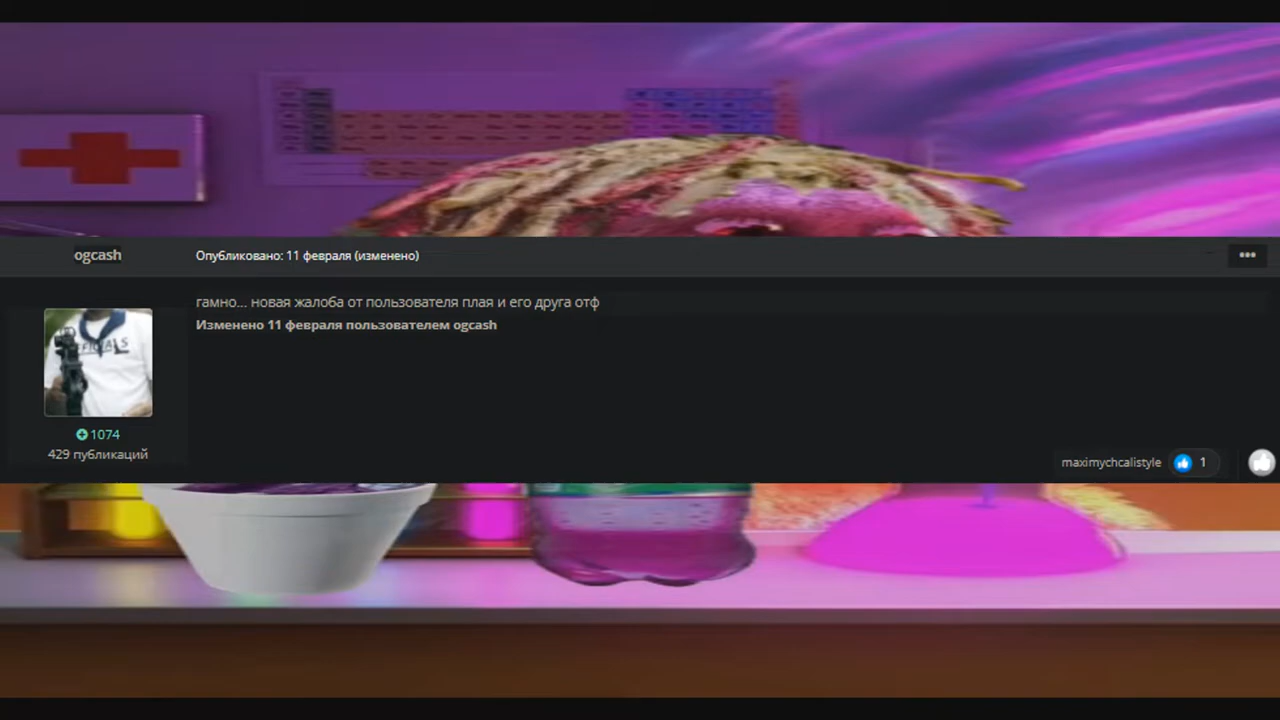 ogcash
Опубликовано: 11 февраля (изменено)
гамно... новая жалоба от пользователя плая и его друга отф
Изменено 11 февраля пользователем ogcash
1074
429 публикаций
maximychcalistyle
1